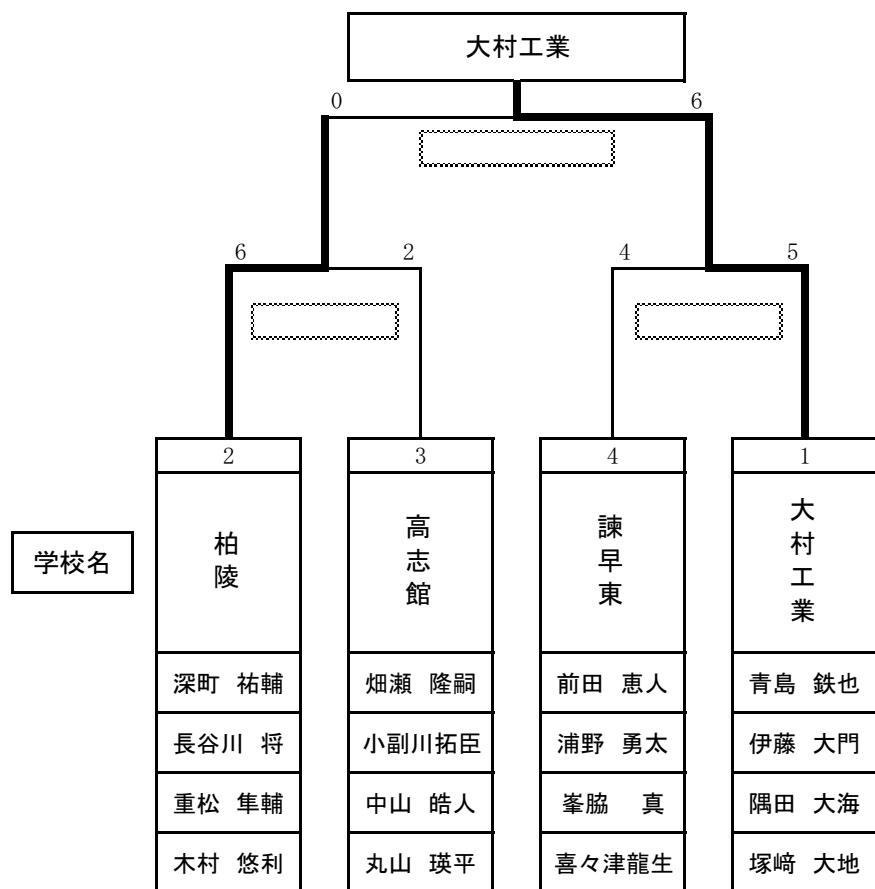 大村工業
0
6
6
2
4
5
2
3
4
1
学校名
柏陵
高志館
諫早東
大村工業
深町 祐輔
畑瀬 隆嗣
前田 恵人
青島 鉄也
長谷川 将
小副川拓臣
浦野 勇太
伊藤 大門
重松 隼輔
中山 皓人
峯脇 真
隅田 大海
木村 悠利
丸山 瑛平
喜々津龍生
塚﨑 大地